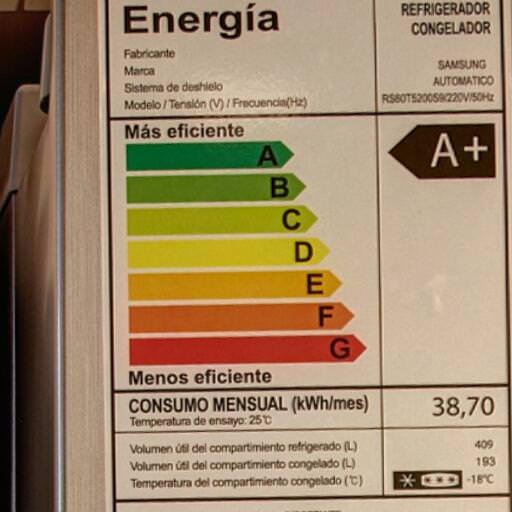 Energía
REFRIGERADOR
CONGELADOR
Fabricante
Marca SAMSUNG
Sistema de deshielo AUTOMATICO
Modelo / Tensión (V) / Frecuencia(Hz) RS60T5200S9/220V/50Hz
Más eficiente
A A+
B
C
D
E
F
G
Menos eficiente
CONSUMO MENSUAL (kWh/mes) 38,70
Temperatura de ensayo: 25°C
Volumen útil del compartimiento refrigerado (L) 409
Volumen útil del compartimiento congelado (L) 193
Temperatura del compartimiento congelado (°C) -18°C